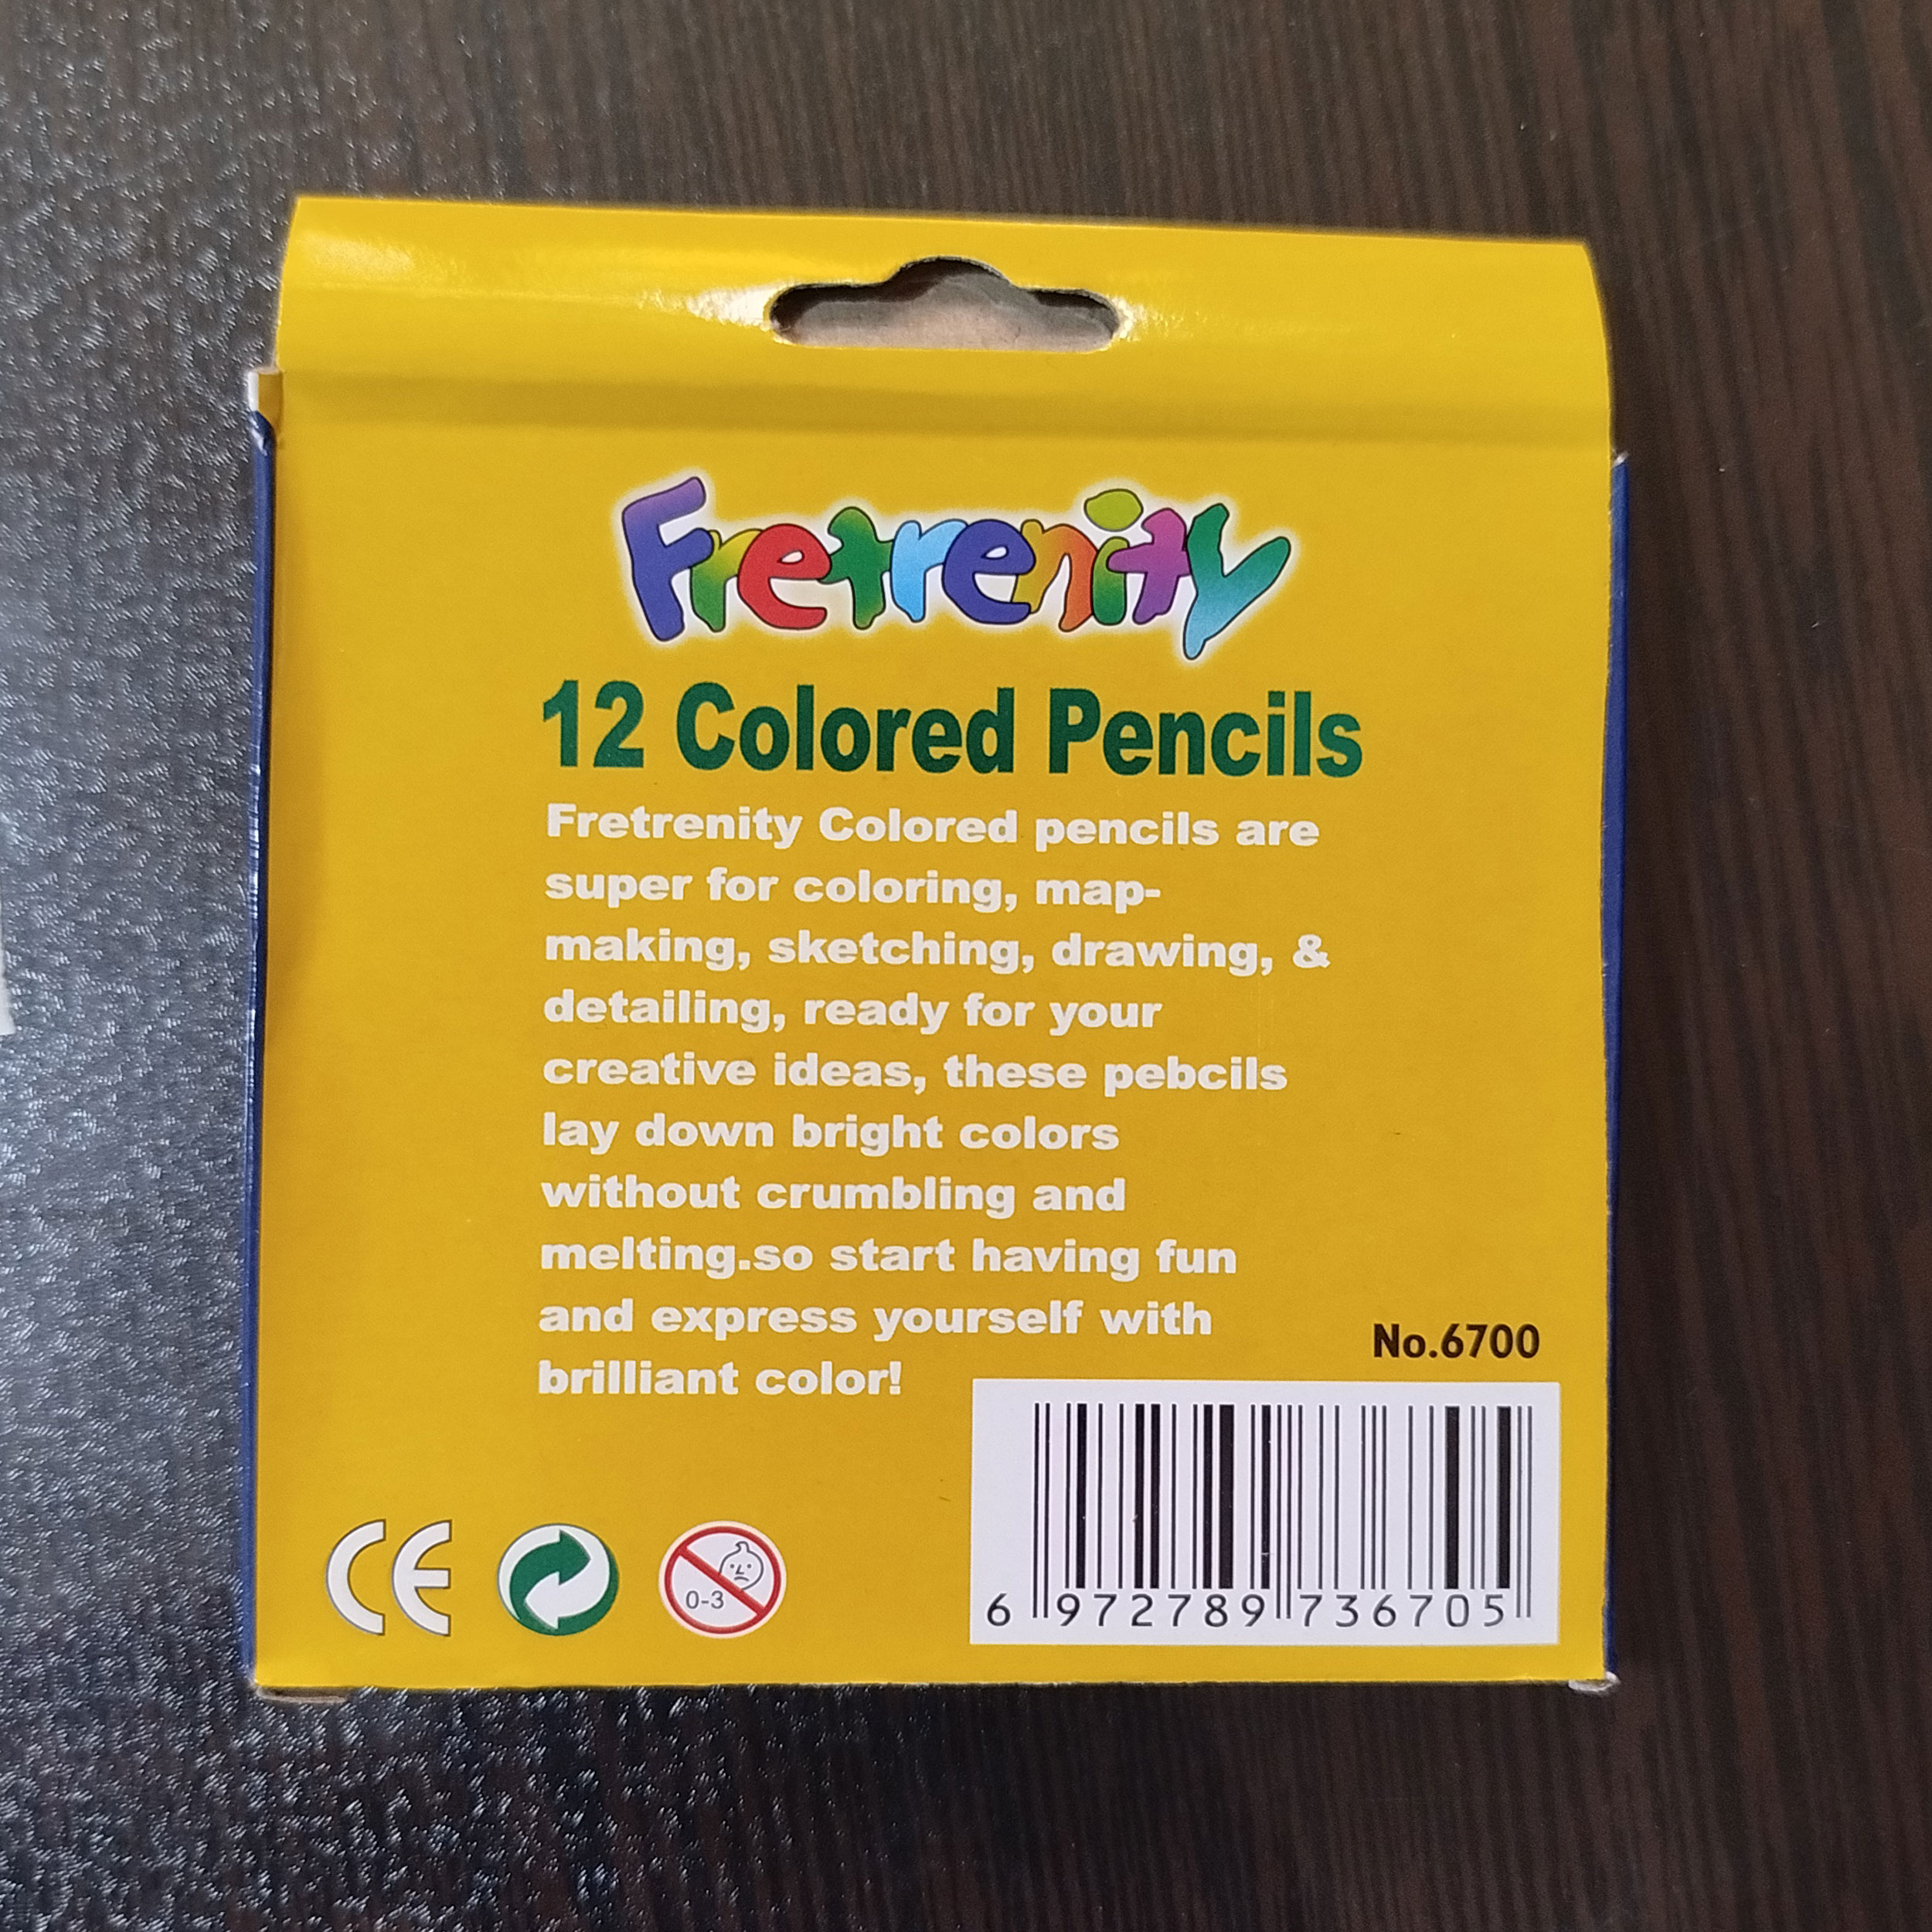 Fretrenity
12 Colored Pencils
Fretrenity Colored pencils are
super for coloring, map-
making, sketching, drawing, &
detailing, ready for your
creative ideas, these pebcils
lay down bright colors
without crumbling and
melting.so start having fun
and express yourself with
brilliant color!
No.6700
CE
0-3
6 972789 736705